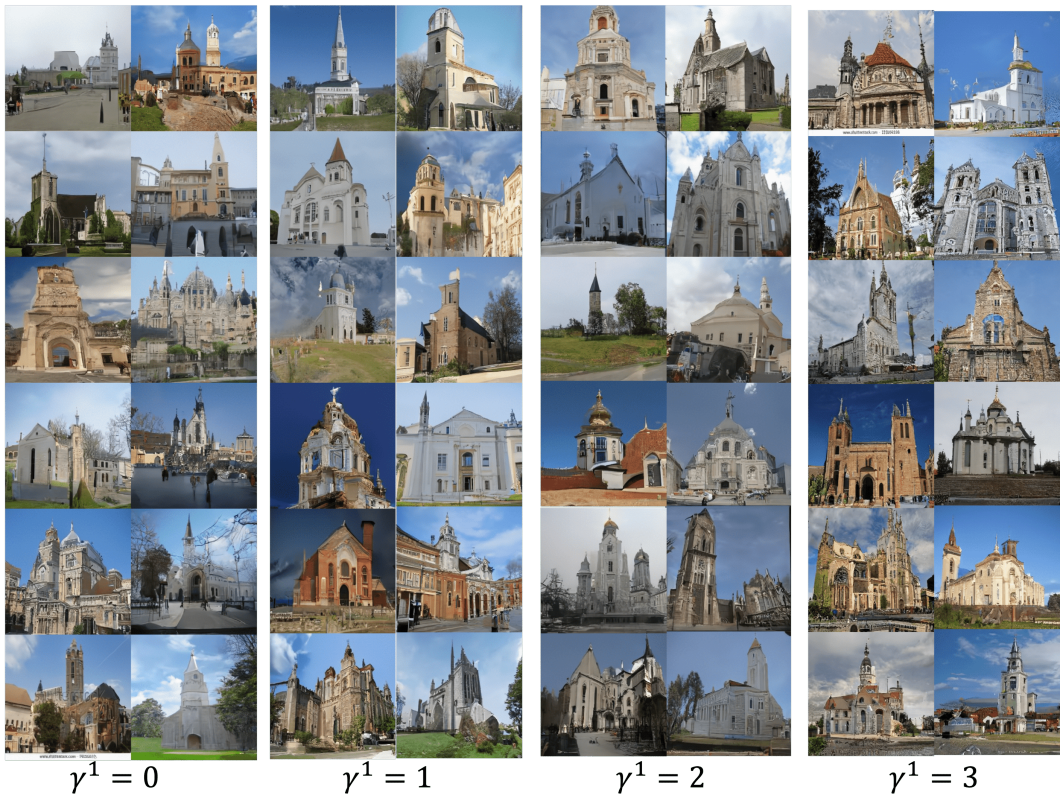 γ¹ = 0
γ¹ = 1
γ¹ = 2
γ¹ = 3